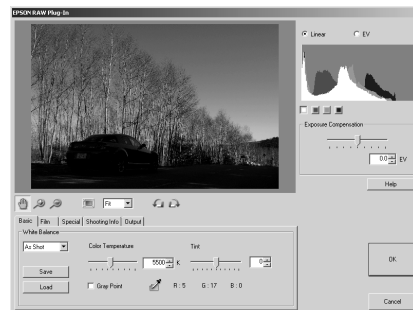 EPSON RAW Plug-In
Linear EV
Exposure Compensation
0.0 EV
Help
Fit
Basic Film Special Shooting Info Output
White Balance
As Shot Color Temperature Tint
5500 K 0
Save
Load Gray Point R : 5 G : 17 B : 0
OK
Cancel